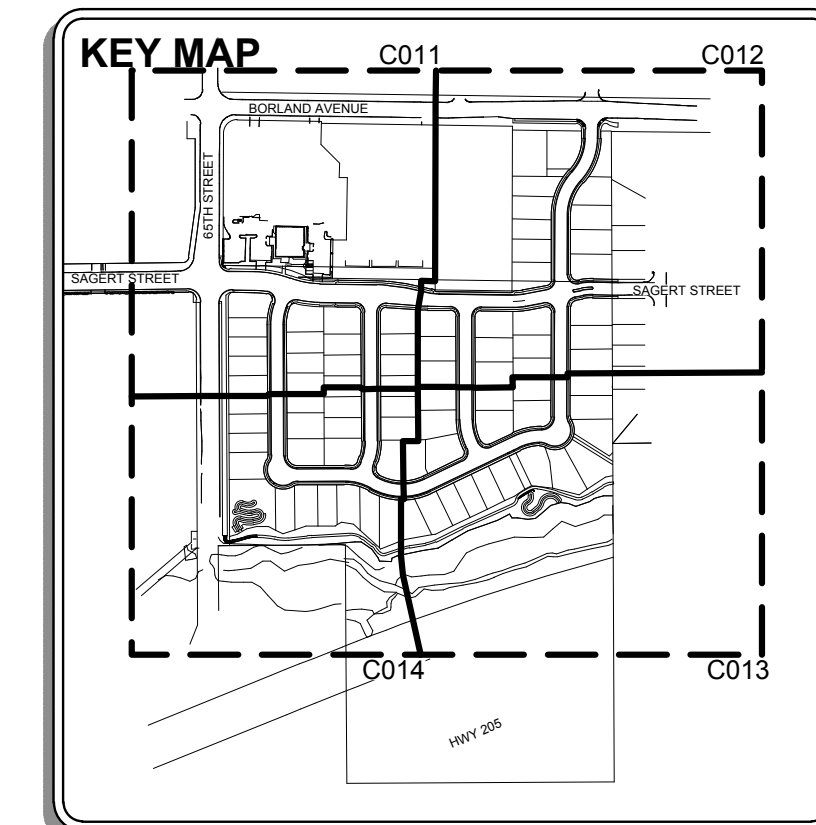 KEY MAP
C011
C012
BORLAND AVENUE
65TH STREET
SAGERT STREET
SAGERT STREET
C014
C013
HWY 205